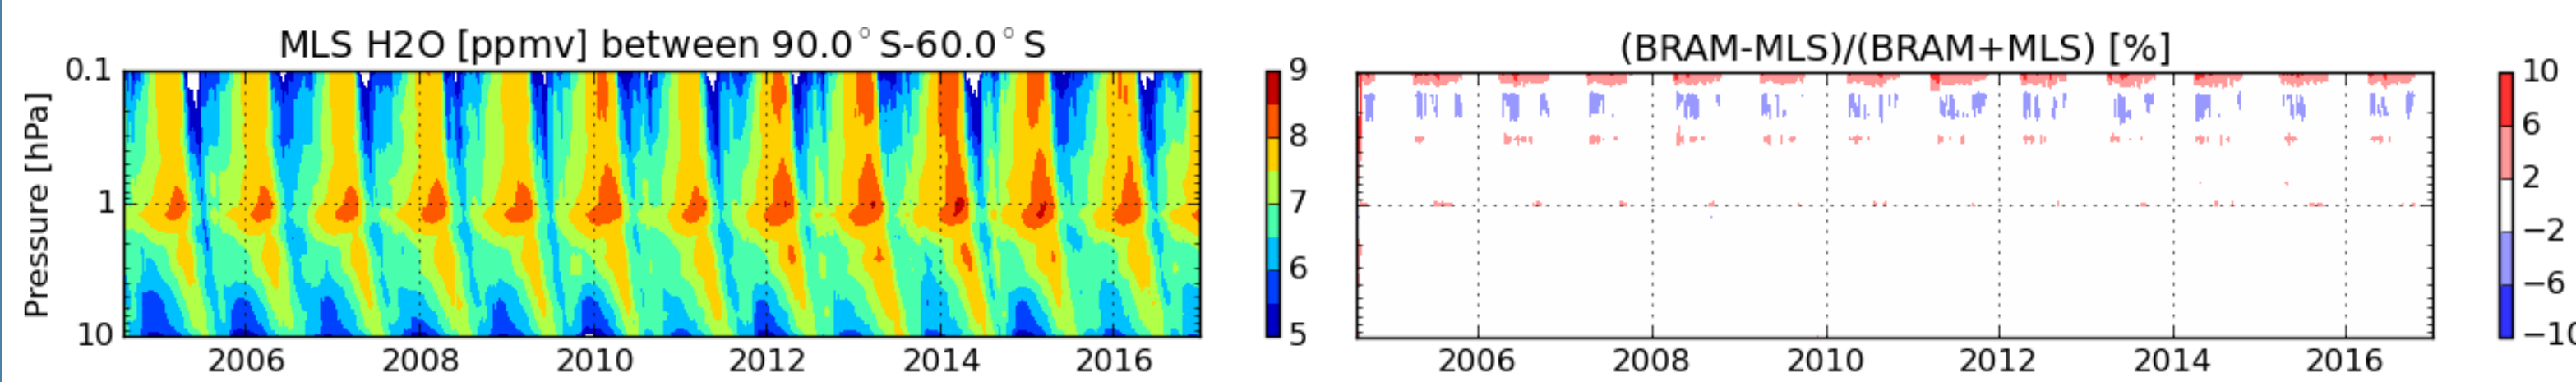 MLS H2O [ppmv] between 90.0°S-60.0°S
Pressure [hPa]
0.1
1
10
2006 2008 2010 2012 2014 2016
9
8
7
6
5
(BRAM-MLS)/(BRAM+MLS) [%]
2006 2008 2010 2012 2014 2016
10
6
2
−2
−6
−10